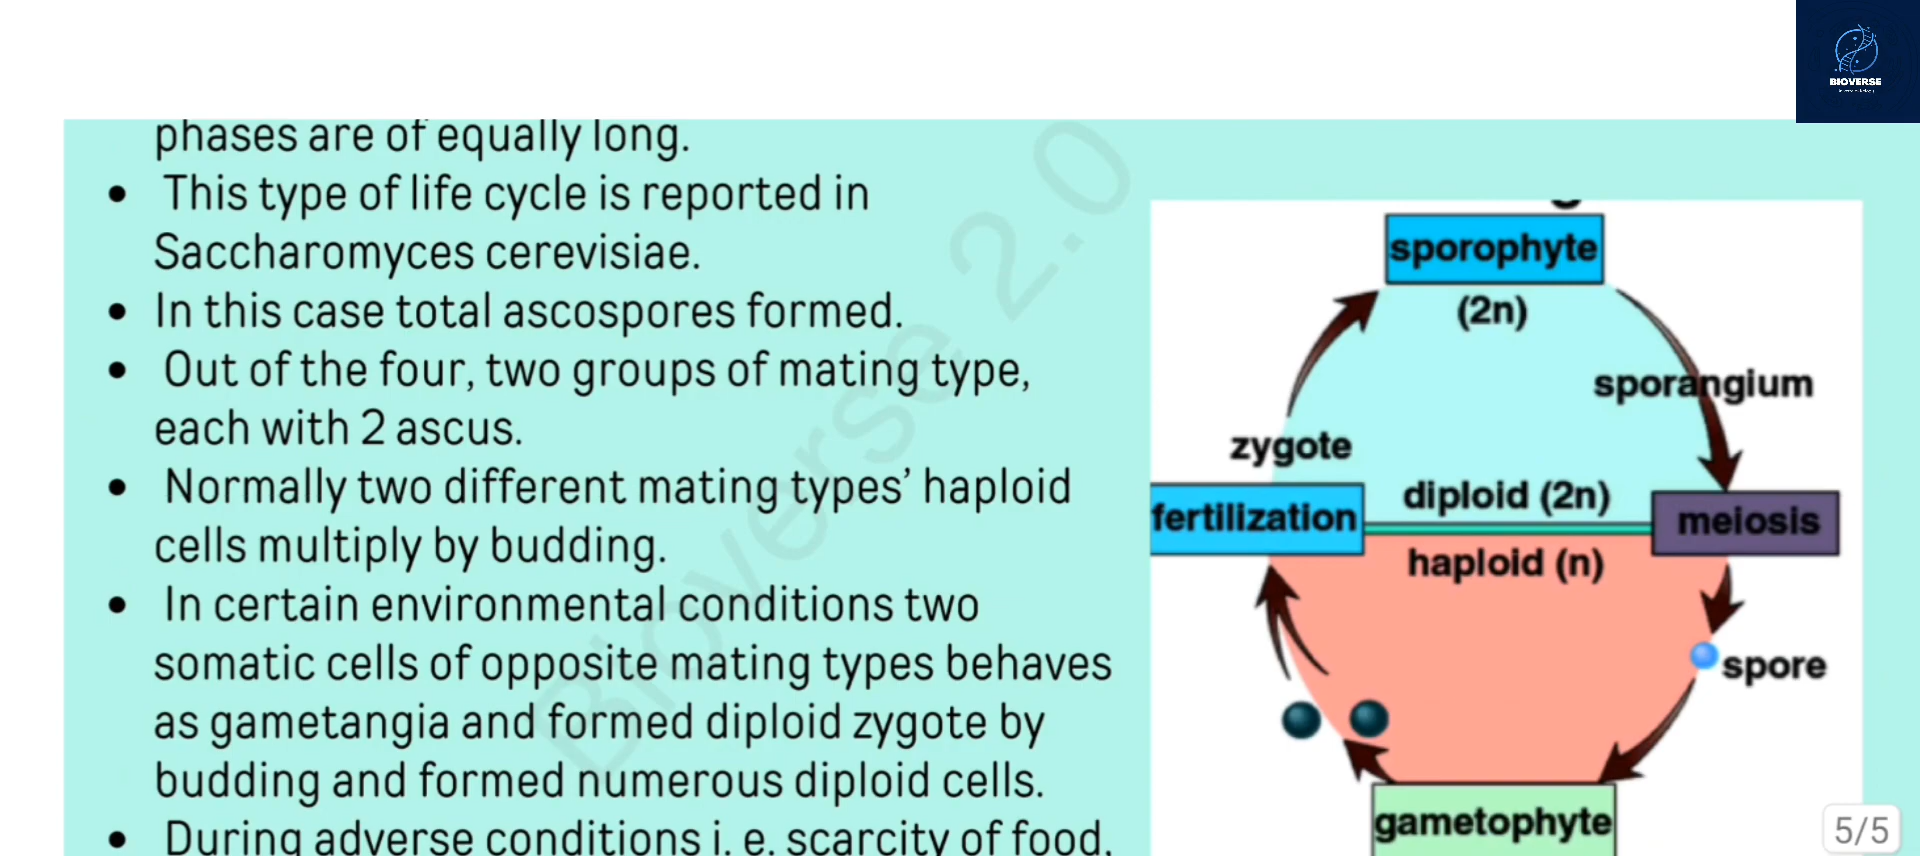 BIOVERSE
phases are of equally long.
• This type of life cycle is reported in
Saccharomyces cerevisiae.
• In this case total ascospores formed.
• Out of the four, two groups of mating type,
each with 2 ascus.
• Normally two different mating types’ haploid
cells multiply by budding.
• In certain environmental conditions two
somatic cells of opposite mating types behaves
as gametangia and formed diploid zygote by
budding and formed numerous diploid cells.
• During adverse conditions i. e. scarcity of food,
Bioverse 2.0
sporophyte
(2n)
sporangium
zygote
fertilization
diploid (2n)
meiosis
haploid (n)
spore
gametophyte
5/5